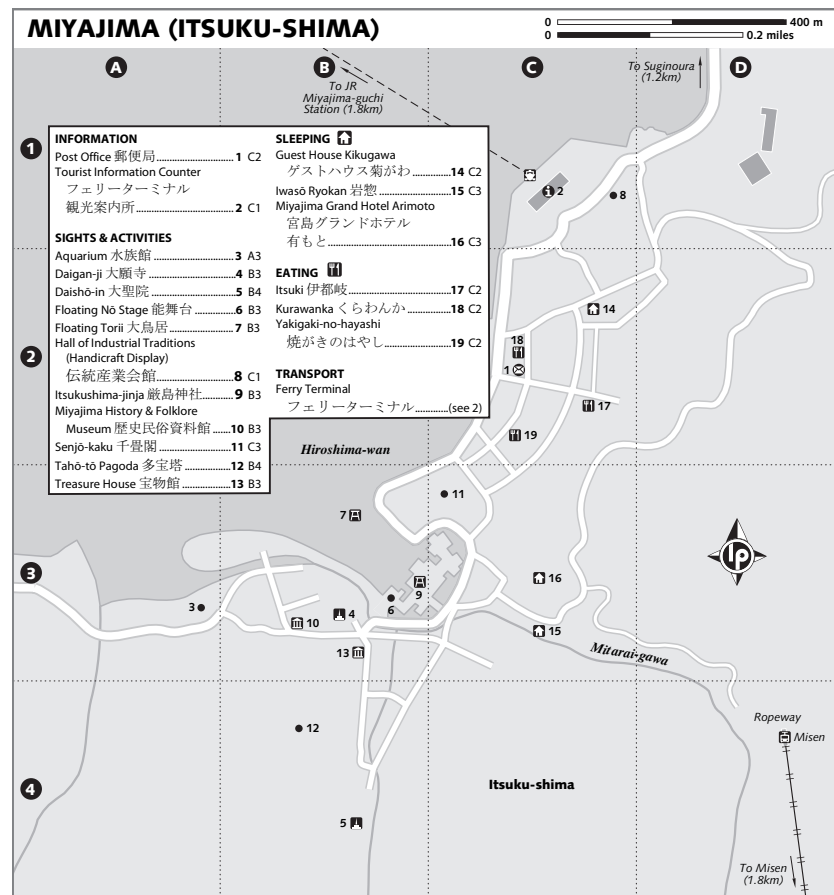 MIYAJIMA (ITSUKU-SHIMA)
0 400 m
0 0.2 miles
A B C D
To JR
Miyajima-guchi
Station (1.8km)
To Suginoura
(1.2km)
1
2
3
4
INFORMATION
Post Office 郵便局 1 C2
Tourist Information Counter
フェリーターミナル
観光案内所 2 C1
SIGHTS & ACTIVITIES
Aquarium 水族館 3 A3
Daigan-ji 大願寺 4 B3
Daishō-in 大聖院 5 B4
Floating Nō Stage 能舞台 6 B3
Floating Torii 大鳥居 7 B3
Hall of Industrial Traditions
(Handicraft Display)
伝統産業会館 8 C1
Itsukushima-jinja 厳島神社 9 B3
Miyajima History & Folklore
Museum 歴史民俗資料館 10 B3
Senjō-kaku 千畳閣 11 C3
Tahō-tō Pagoda 多宝塔 12 B4
Treasure House 宝物館 13 B3
SLEEPING
Guest House Kikugawa
ゲストハウス菊がわ 14 C2
Iwasō Ryokan 岩惣 15 C3
Miyajima Grand Hotel Arimoto
宮島グランドホテル
有もと 16 C3
EATING
Itsuki 伊都岐 17 C2
Kurawanka くらわんか 18 C2
Yakigaki-no-hayashi
焼がきのはやし 19 C2
TRANSPORT
Ferry Terminal
フェリーターミナル (see 2)
2
8
14
18
1
17
19
Hiroshima-wan
11
7
lp
16
9
6
3
4
10
15
13
Mitarai-gawa
12
Ropeway
Misen
Itsuku-shima
5
To Misen
(1.8km)